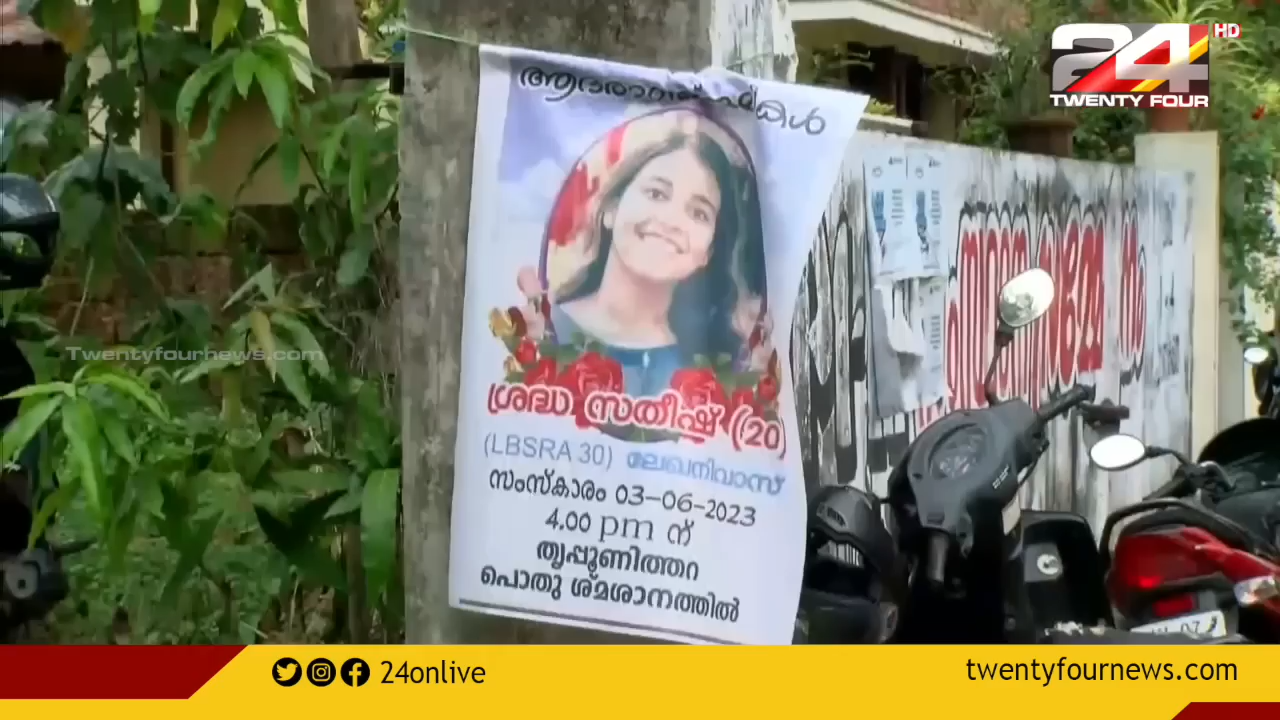 24 HD
TWENTY FOUR
Twentyfournews.com
ശ്രദ്ധ സതീഷ് (20)
(LBSRA 30) ലേഖനിവാസ്
സംസ്കാരം 03-06-2023
4.00 pm ന്
തൃപ്പൂണിത്തറ
പൊതു ശ്മശാനത്തിൽ
24onlive
twentyfournews.com